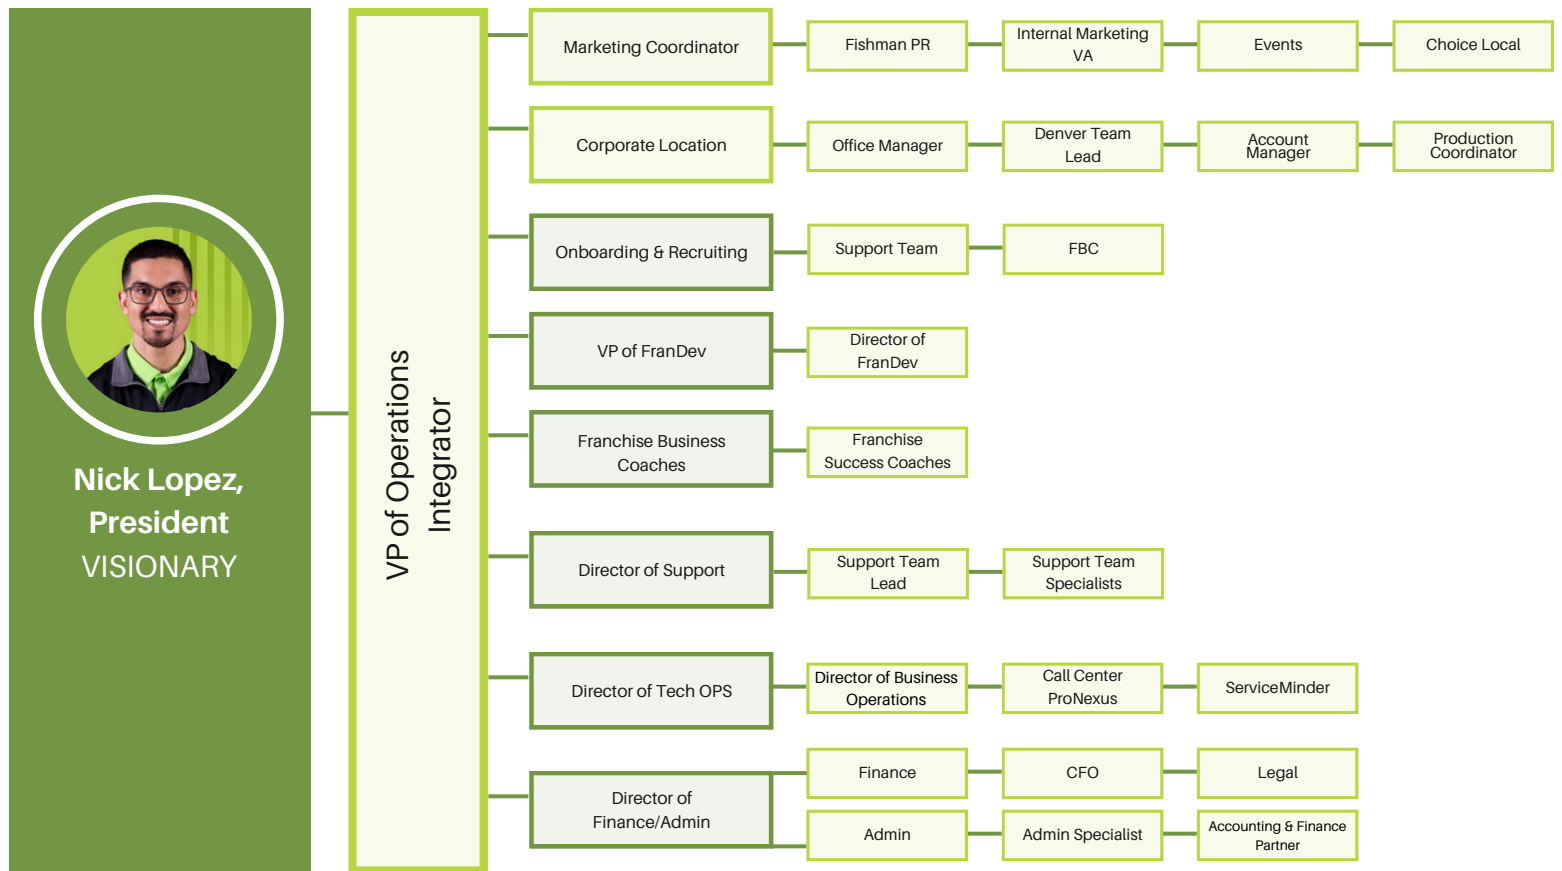 Nick Lopez,
President
VISIONARY
VP of Operations
Integrator
Marketing Coordinator
Fishman PR
Internal Marketing
VA
Events
Choice Local
Corporate Location
Office Manager
Denver Team
Lead
Account
Manager
Production
Coordinator
Onboarding & Recruiting
Support Team
FBC
VP of FranDev
Director of
FranDev
Franchise Business
Coaches
Franchise
Success Coaches
Director of Support
Support Team
Lead
Support Team
Specialists
Director of Tech OPS
Director of Business
Operations
Call Center
ProNexus
ServiceMinder
Director of
Finance/Admin
Finance
CFO
Legal
Admin
Admin Specialist
Accounting & Finance
Partner